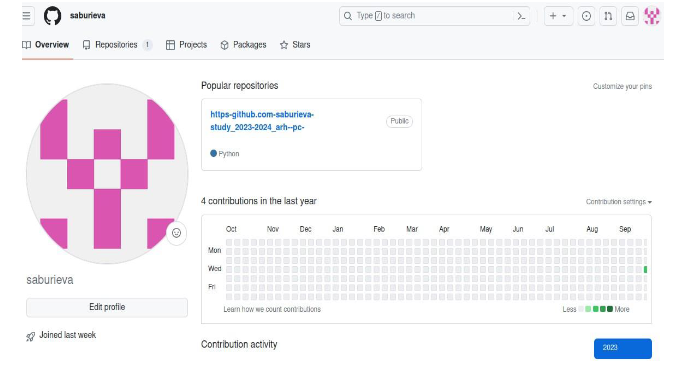 saburieva
Type / to search
Overview
Repositories 1
Projects
Packages
Stars
Popular repositories
Customize your pins
https-github.com-saburieva-
study_2023-2024_arh--pc-
Public
Python
4 contributions in the last year
Contribution settings
Oct Nov Dec Jan Feb Mar Apr May Jun Jul Aug Sep
Mon
Wed
Fri
Learn how we count contributions
Less More
saburieva
Edit profile
Joined last week
Contribution activity
2023